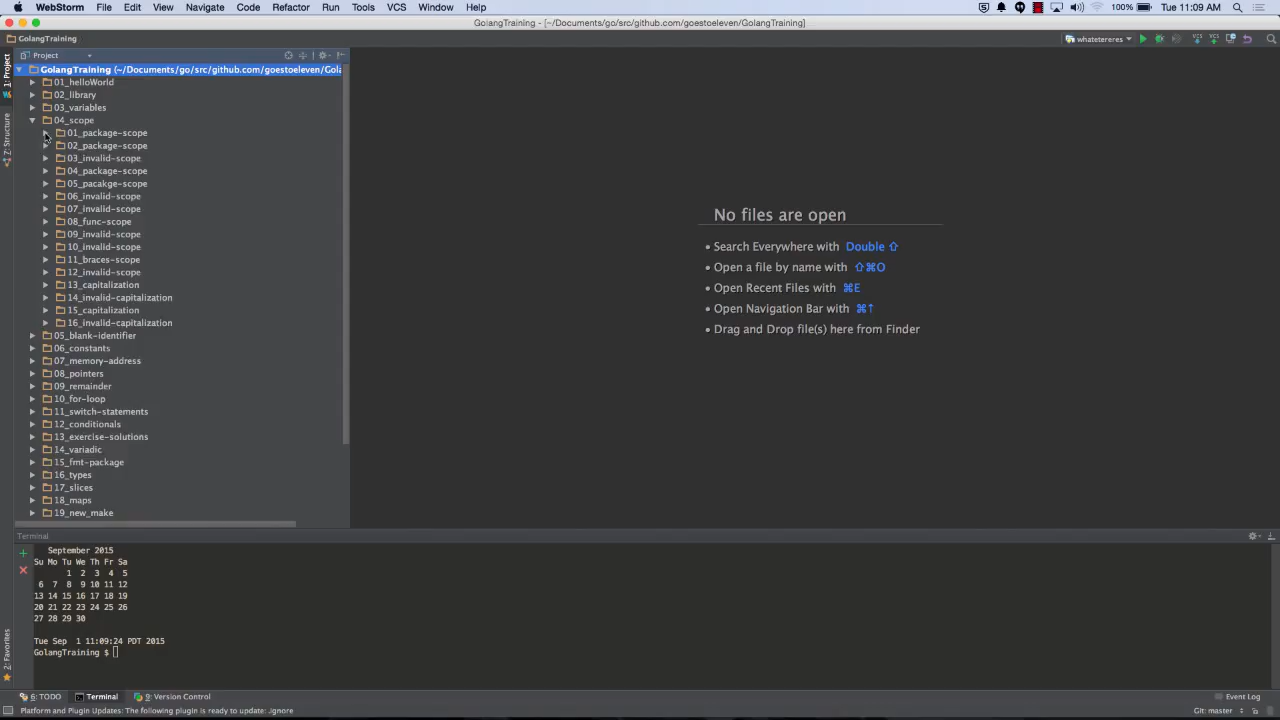 WebStorm File Edit View Navigate Code Refactor Run Tools VCS Window Help 100% Tue 11:09 AM
GolangTraining - [~/Documents/go/src/github.com/goestoeleven/GolangTraining]
GolangTraining whatetereres VCS VCS
Project
1: Project
Z: Structure
2: Favorites
GolangTraining (~/Documents/go/src/github.com/goestoeleven/Gola
01_helloWorld
02_library
03_variables
04_scope
01_package-scope
02_package-scope
03_invalid-scope
04_package-scope
05_pacakge-scope
06_invalid-scope
07_invalid-scope
08_func-scope
09_invalid-scope
10_invalid-scope
11_braces-scope
12_invalid-scope
13_capitalization
14_invalid-capitalization
15_capitalization
16_invalid-capitalization
05_blank-identifier
06_constants
07_memory-address
08_pointers
09_remainder
10_for-loop
11_switch-statements
12_conditionals
13_exercise-solutions
14_variadic
15_fmt-package
16_types
17_slices
18_maps
19_new_make
No files are open
• Search Everywhere with Double ⇧
• Open a file by name with ⇧⌘O
• Open Recent Files with ⌘E
• Open Navigation Bar with ⌘↑
• Drag and Drop file(s) here from Finder
Terminal
September 2015
Su Mo Tu We Th Fr Sa
1 2 3 4 5
6 7 8 9 10 11 12
13 14 15 16 17 18 19
20 21 22 23 24 25 26
27 28 29 30
Tue Sep 1 11:09:24 PDT 2015
GolangTraining $
6: TODO Terminal 9: Version Control Event Log
Platform and Plugin Updates: The following plugin is ready to update: .ignore Git: master